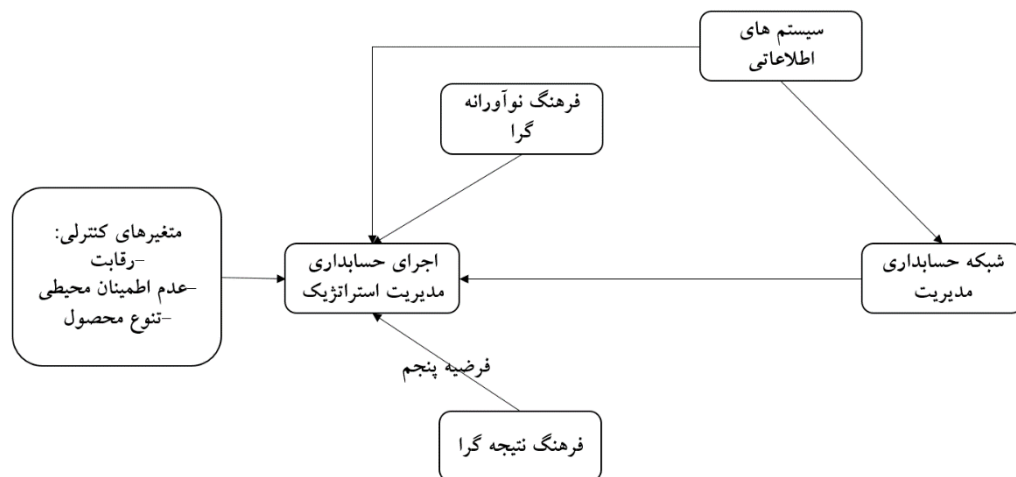 سیستم های
اطلاعاتی
فرهنگ نوآورانه
گرا
متغیرهای کنترلی:
–رقابت
–عدم اطمینان محیطی
–تنوع محصول
اجرای حسابداری
مدیریت استراتژیک
شبکه حسابداری
مدیریت
فرضیه پنجم
فرهنگ نتیجه گرا